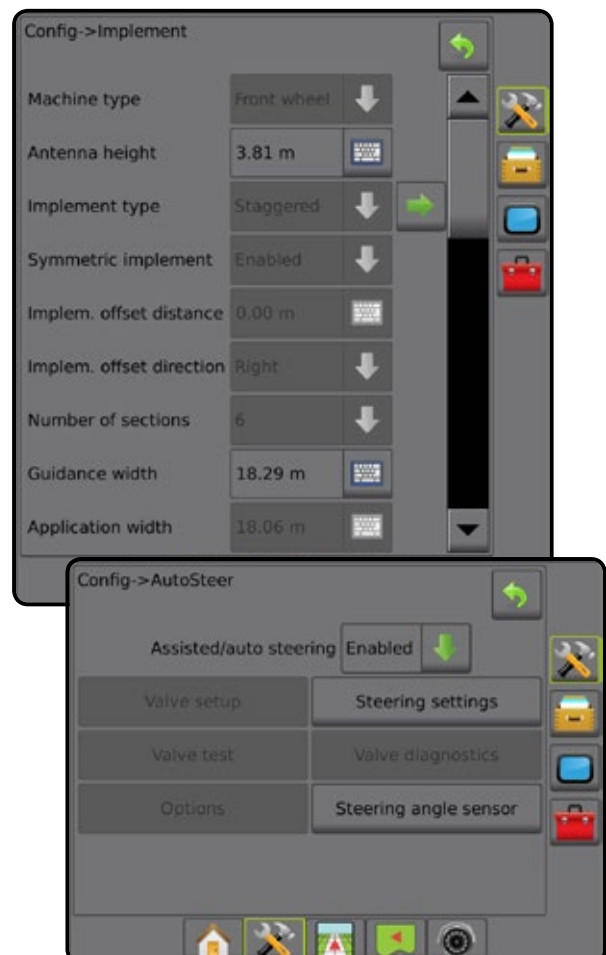 Config->Implement
Machine type Front wheel
Antenna height 3.81 m
Implement type Staggered
Symmetric implement Enabled
Implem. offset distance 0.00 m
Implem. offset direction Right
Number of sections 6
Guidance width 18.29 m
Application width 18.06 m
Config->AutoSteer
Assisted/auto steering Enabled
Valve setup Steering settings
Valve test Valve diagnostics
Options Steering angle sensor